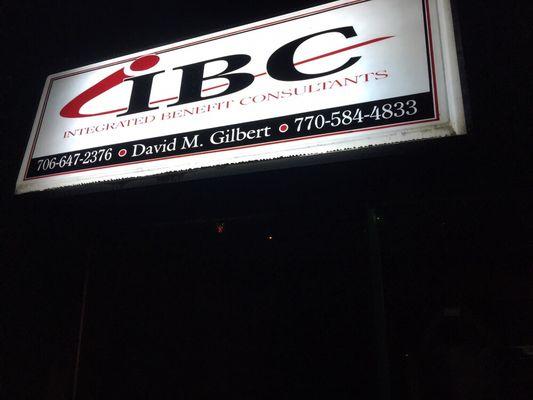 IBC
INTEGRATED BENEFIT CONSULTANTS
706-647-2376 • David M. Gilbert • 770-584-4833